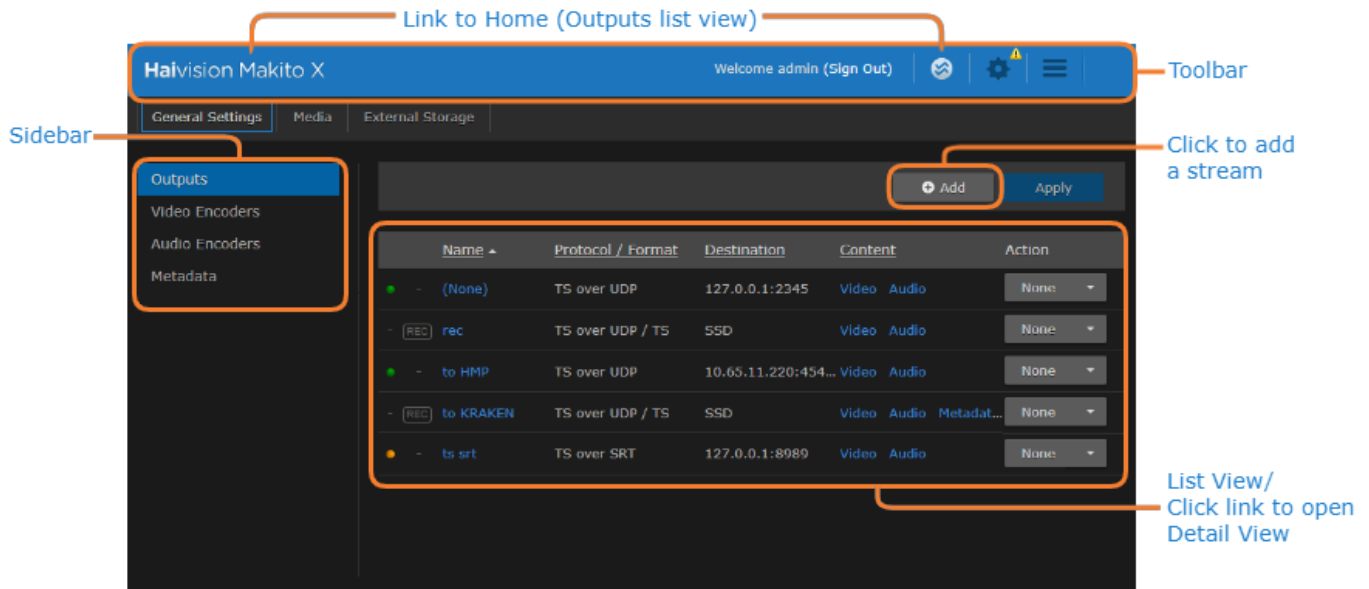 Link to Home (Outputs list view)
Haivision Makito X
Welcome admin (Sign Out)
Toolbar
General Settings Media External Storage
Sidebar
Click to add
a stream
Outputs
Video Encoders
Audio Encoders
Metadata
Add Apply
Name Protocol / Format Destination Content Action
- (None) TS over UDP 127.0.0.1:2345 Video Audio None
- REC rec TS over UDP / TS SSD Video Audio None
- to HMP TS over UDP 10.65.11.220:454... Video Audio None
- REC to KRAKEN TS over UDP / TS SSD Video Audio Metadat... None
- ts srt TS over SRT 127.0.0.1:8989 Video Audio None
List View/
Click link to open
Detail View